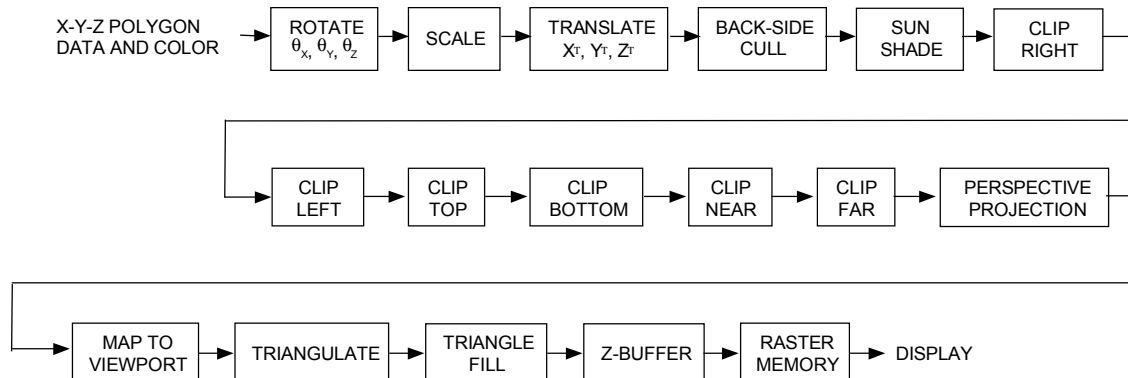 X-Y-Z POLYGON
DATA AND COLOR
ROTATE
θX, θY, θZ
SCALE
TRANSLATE
XT, YT, ZT
BACK-SIDE
CULL
SUN
SHADE
CLIP
RIGHT
CLIP
LEFT
CLIP
TOP
CLIP
BOTTOM
CLIP
NEAR
CLIP
FAR
PERSPECTIVE
PROJECTION
MAP TO
VIEWPORT
TRIANGULATE
TRIANGLE
FILL
Z-BUFFER
RASTER
MEMORY
DISPLAY